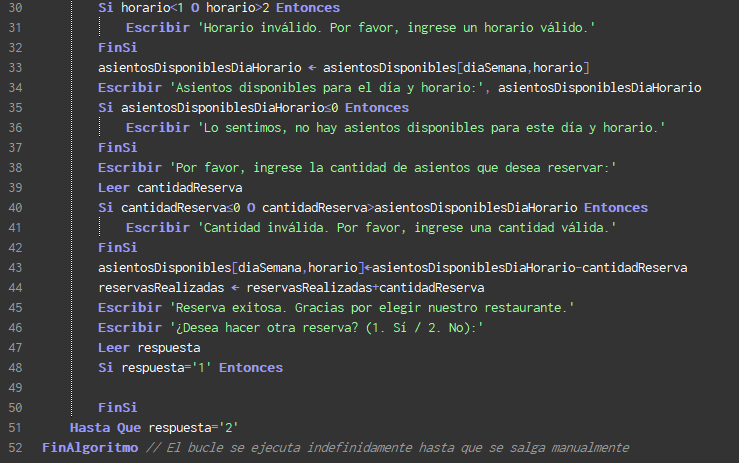 30 Si horario<1 O horario>2 Entonces
31 Escribir 'Horario inválido. Por favor, ingrese un horario válido.'
32 FinSi
33 asientosDisponiblesDiaHorario ← asientosDisponibles[diaSemana,horario]
34 Escribir 'Asientos disponibles para el día y horario:', asientosDisponiblesDiaHorario
35 Si asientosDisponiblesDiaHorario≤0 Entonces
36 Escribir 'Lo sentimos, no hay asientos disponibles para este día y horario.'
37 FinSi
38 Escribir 'Por favor, ingrese la cantidad de asientos que desea reservar:'
39 Leer cantidadReserva
40 Si cantidadReserva≤0 O cantidadReserva>asientosDisponiblesDiaHorario Entonces
41 Escribir 'Cantidad inválida. Por favor, ingrese una cantidad válida.'
42 FinSi
43 asientosDisponibles[diaSemana,horario]←asientosDisponiblesDiaHorario-cantidadReserva
44 reservasRealizadas ← reservasRealizadas+cantidadReserva
45 Escribir 'Reserva exitosa. Gracias por elegir nuestro restaurante.'
46 Escribir '¿Desea hacer otra reserva? (1. Sí / 2. No):'
47 Leer respuesta
48 Si respuesta='1' Entonces
49
50 FinSi
51 Hasta Que respuesta='2'
52 FinAlgoritmo // El bucle se ejecuta indefinidamente hasta que se salga manualmente